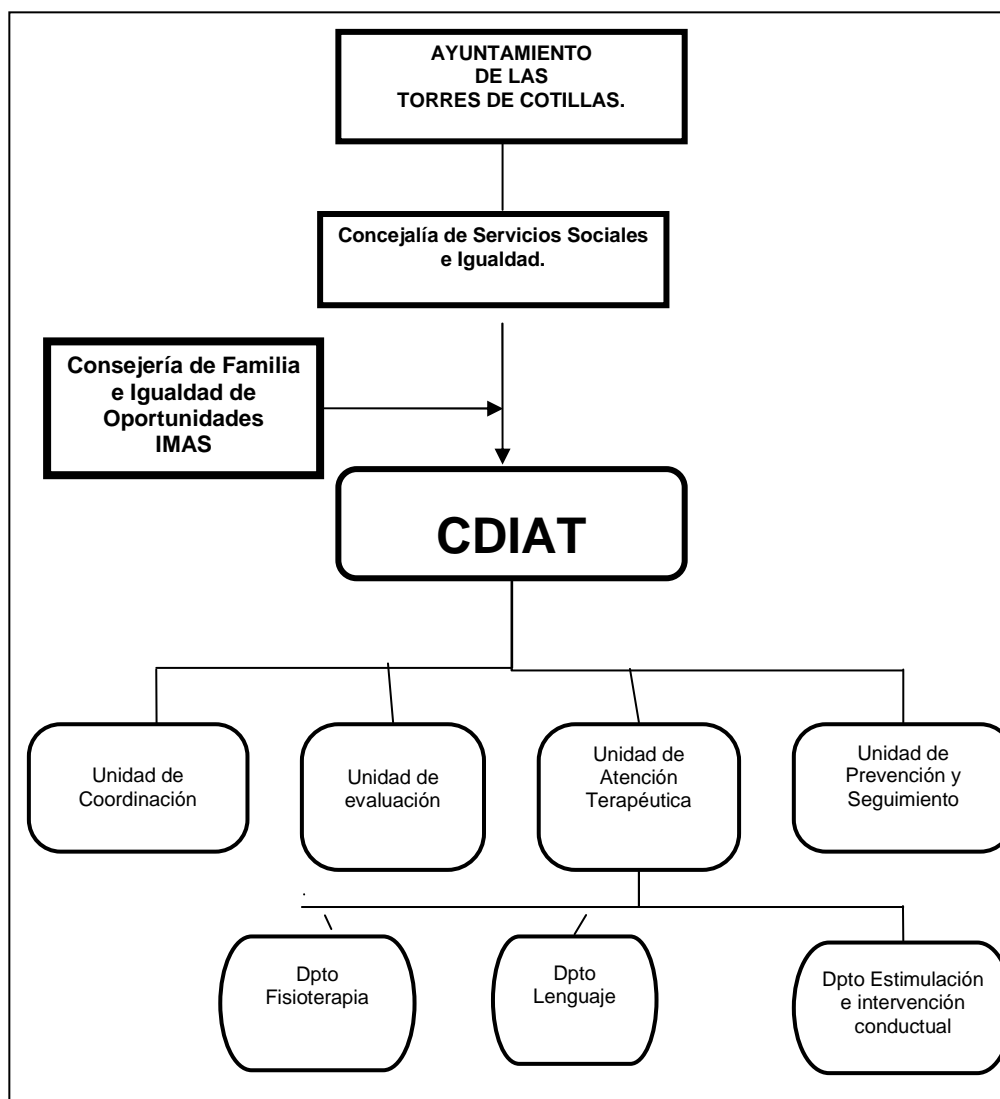 AYUNTAMIENTO
DE LAS
TORRES DE COTILLAS.
Concejalía de Servicios Sociales
e Igualdad.
Consejería de Familia
e Igualdad de
Oportunidades
IMAS
CDIAT
Unidad de
Coordinación
Unidad de
evaluación
Unidad de
Atención
Terapéutica
Unidad de
Prevención y
Seguimiento
Dpto
Fisioterapia
Dpto
Lenguaje
Dpto Estimulación
e intervención
conductual